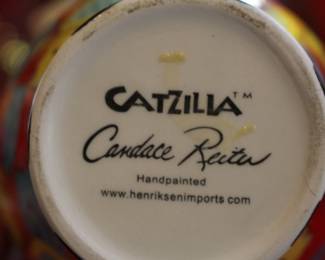 CATZILLA™
Candace Reiter
Handpainted
www.henriksenimports.com